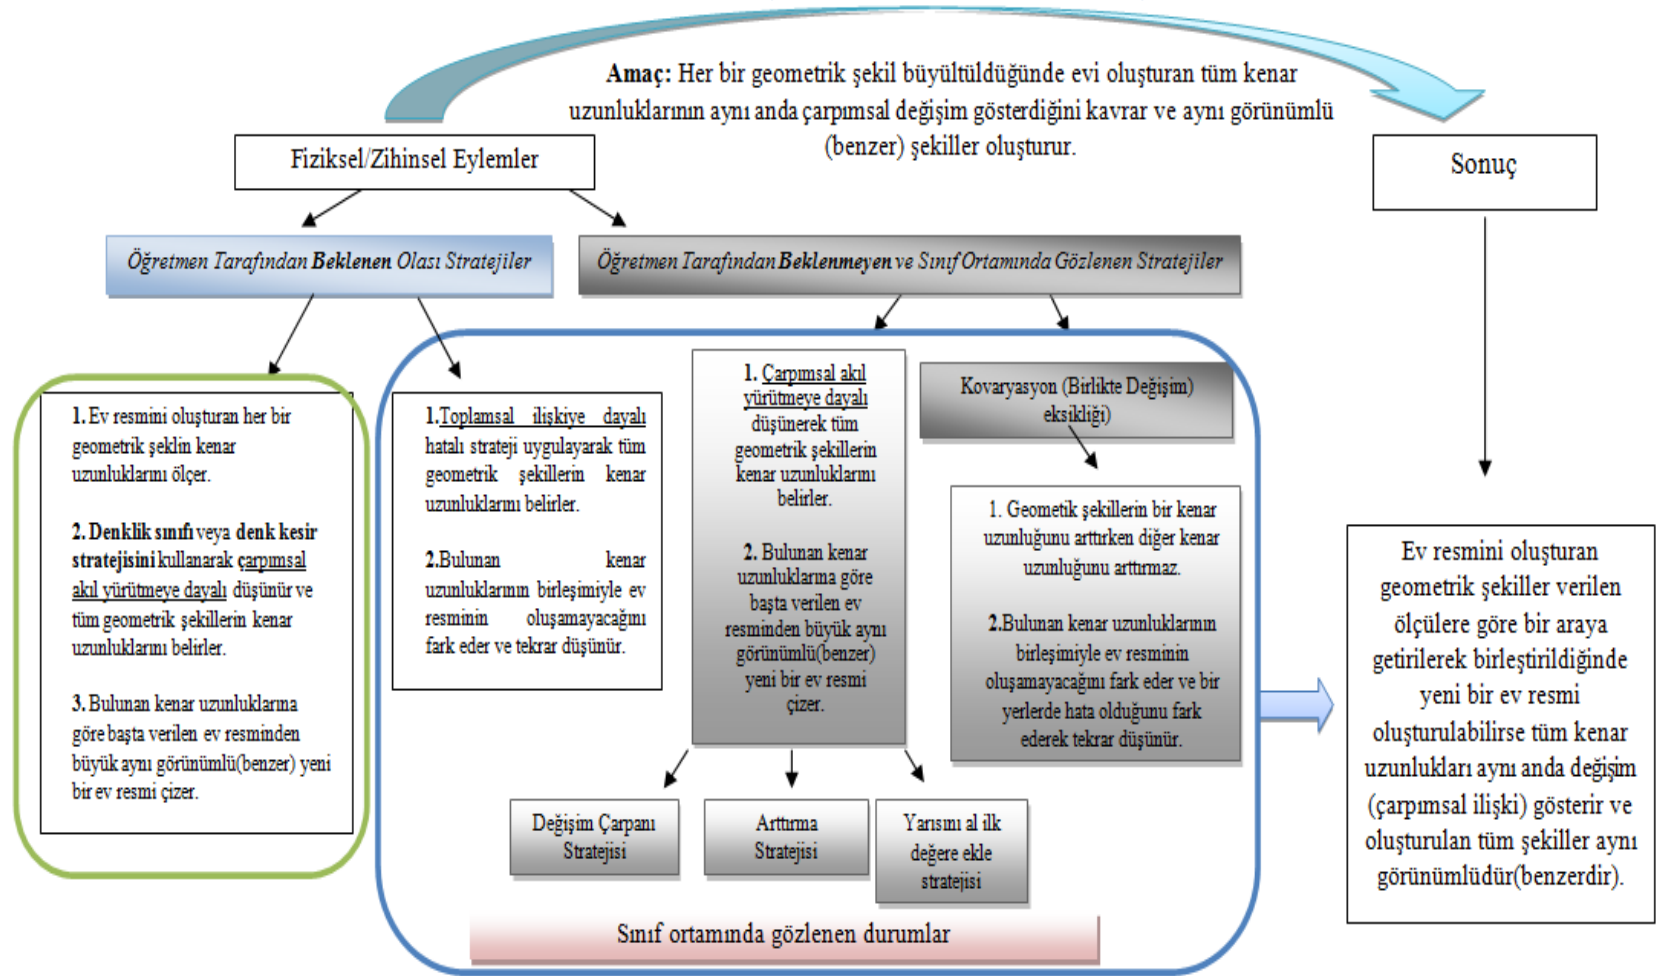 Amaç: Her bir geometrik şekil büyültüldüğünde evi oluşturan tüm kenar
uzunluklarının aynı anda çarpımsal değişim gösterdiğini kavrar ve aynı görünümlü
(benzer) şekiller oluşturur.
Fiziksel/Zihinsel Eylemler
Sonuç
Öğretmen Tarafından Beklenen Olası Stratejiler
Öğretmen Tarafından Beklenmeyen ve Sınıf Ortamında Gözlenen Stratejiler
1. Ev resmini oluşturan her bir
geometrik şeklin kenar
uzunluklarını ölçer.
2. Denklik sınıfı veya denk kesir
stratejisini kullanarak çarpımsal
akıl yürütmeye dayalı düşünür ve
tüm geometrik şekillerin kenar
uzunluklarını belirler.
3. Bulunan kenar uzunluklarına
göre başta verilen ev resminden
büyük aynı görünümlü(benzer) yeni
bir ev resmi çizer.
1.Toplamsal ilişkiye dayalı
hatalı strateji uygulayarak tüm
geometrik şekillerin kenar
uzunluklarını belirler.
2.Bulunan kenar
uzunluklarının birleşimiyle ev
resminin oluşamayacağını
fark eder ve tekrar düşünür.
1. Çarpımsal akıl
yürütmeye dayalı
düşünerek tüm
geometrik şekillerin
kenar uzunluklarını
belirler.
2. Bulunan kenar
uzunluklarına göre
başta verilen ev
resminden büyük aynı
görünümlü(benzer)
yeni bir ev resmi
çizer.
Kovaryasyon (Birlikte Değişim)
eksikliği)
1. Geometik şekillerin bir kenar
uzunluğunu arttırken diğer kenar
uzunluğunu arttırmaz.
2.Bulunan kenar uzunluklarının
birleşimiyle ev resminin
oluşamayacağını fark eder ve bir
yerlerde hata olduğunu fark
ederek tekrar düşünür.
Değişim Çarpanı
Stratejisi
Arttırma
Stratejisi
Yarısını al ilk
değere ekle
stratejisi
Sınıf ortamında gözlenen durumlar
Ev resmini oluşturan
geometrik şekiller verilen
ölçülere göre bir araya
getirilerek birleştirildiğinde
yeni bir ev resmi
oluşturulabilirse tüm kenar
uzunlukları aynı anda değişim
(çarpımsal ilişki) gösterir ve
oluşturulan tüm şekiller aynı
görünümlüdür(benzerdir).